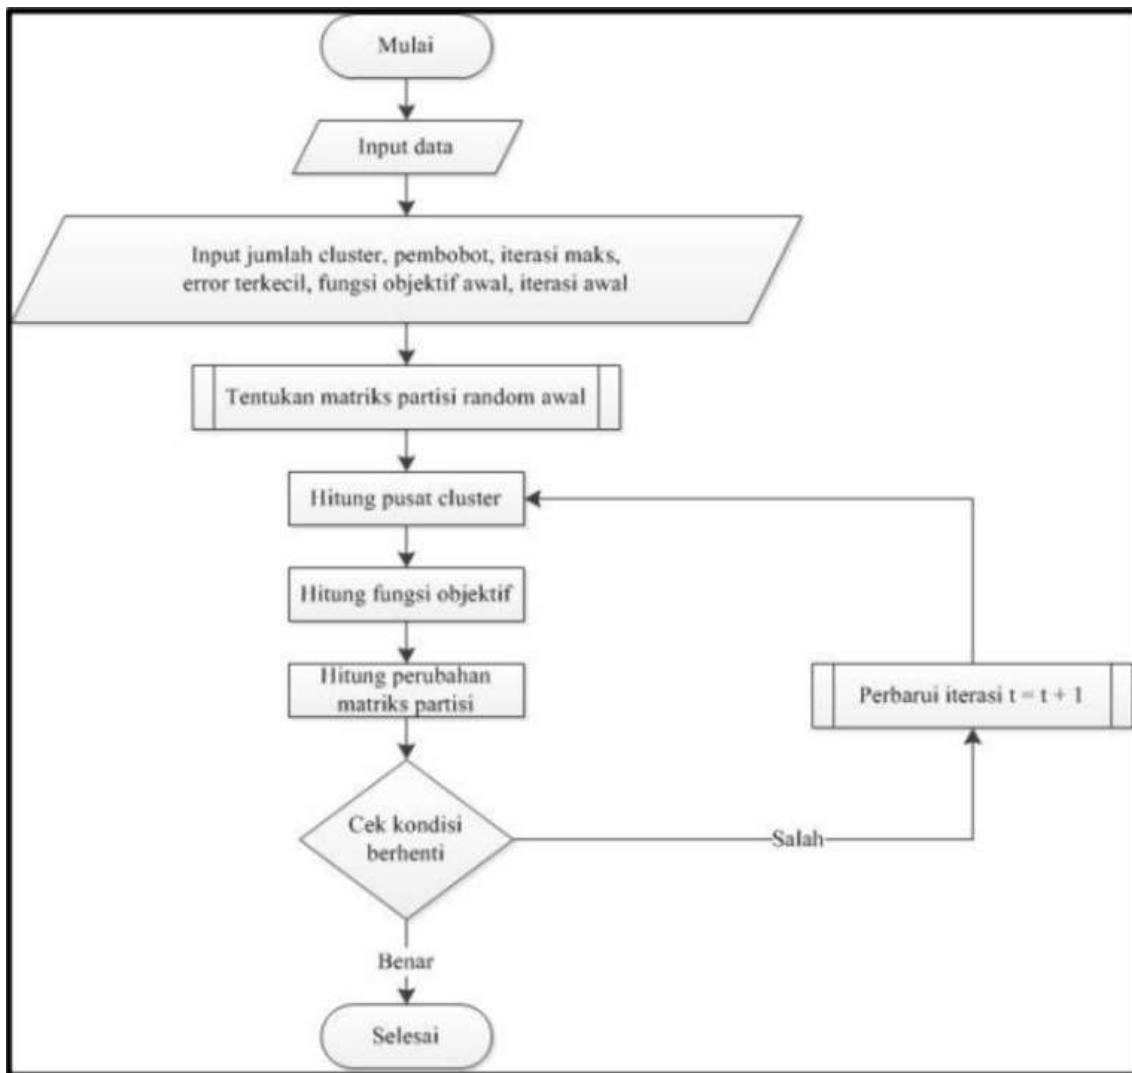 Mulai
Input data
Input jumlah cluster, pembobot, iterasi maks,
error terkecil, fungsi objektif awal, iterasi awal
Tentukan matriks partisi random awal
Hitung pusat cluster
Hitung fungsi objektif
Hitung perubahan
matriks partisi
Perbarui iterasi t = t + 1
Cek kondisi
berhenti
Salah
Benar
Selesai